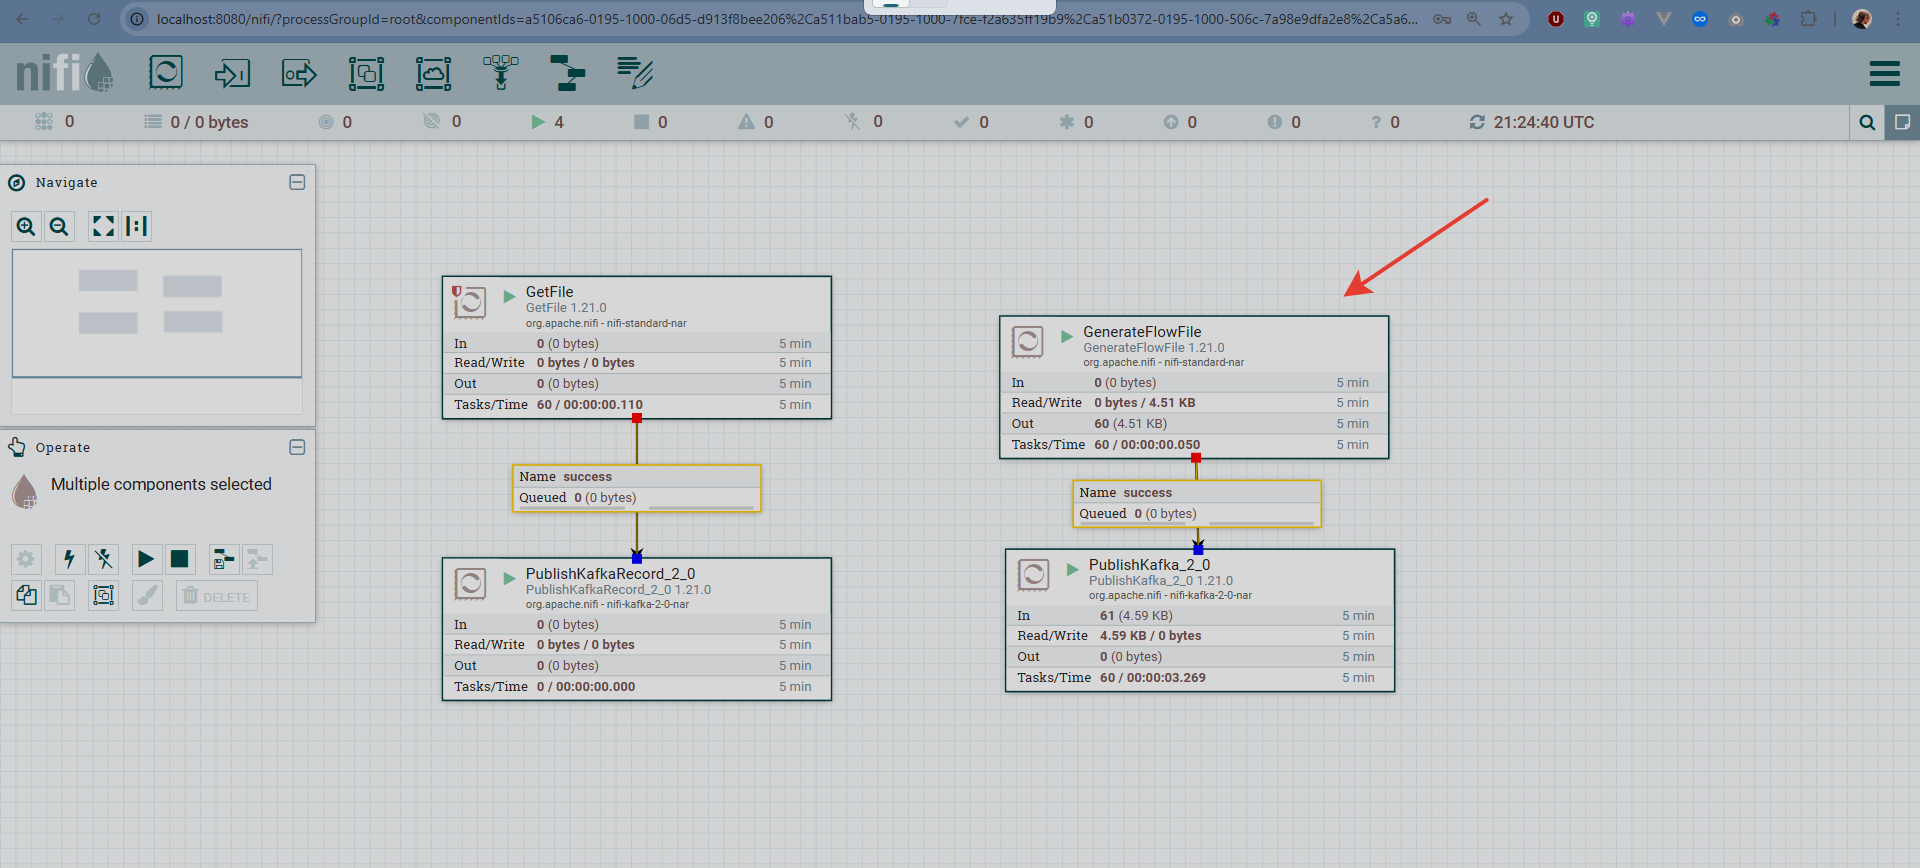 localhost:8080/nifi/?processGroupId=root&componentIds=a5106ca6-0195-1000-06d5-d913f8bee206%2Ca511bab5-0195-1000-7fce-f2a635ff19b9%2Ca51b0372-0195-1000-506c-7a98e9dfa2e8%2Ca5a6...
nifi
0
0 / 0 bytes
0
0
4
0
0
0
0
0
0
0
0
21:24:40 UTC
Navigate
Operate
Multiple components selected
DELETE
GetFile
GetFile 1.21.0
org.apache.nifi - nifi-standard-nar
In 0 (0 bytes) 5 min
Read/Write 0 bytes / 0 bytes 5 min
Out 0 (0 bytes) 5 min
Tasks/Time 60 / 00:00:00.110 5 min
Name success
Queued 0 (0 bytes)
PublishKafkaRecord_2_0
PublishKafkaRecord_2_0 1.21.0
org.apache.nifi - nifi-kafka-2-0-nar
In 0 (0 bytes) 5 min
Read/Write 0 bytes / 0 bytes 5 min
Out 0 (0 bytes) 5 min
Tasks/Time 0 / 00:00:00.000 5 min
GenerateFlowFile
GenerateFlowFile 1.21.0
org.apache.nifi - nifi-standard-nar
In 0 (0 bytes) 5 min
Read/Write 0 bytes / 4.51 KB 5 min
Out 60 (4.51 KB) 5 min
Tasks/Time 60 / 00:00:00.050 5 min
Name success
Queued 0 (0 bytes)
PublishKafka_2_0
PublishKafka_2_0 1.21.0
org.apache.nifi - nifi-kafka-2-0-nar
In 61 (4.59 KB) 5 min
Read/Write 4.59 KB / 0 bytes 5 min
Out 0 (0 bytes) 5 min
Tasks/Time 60 / 00:00:03.269 5 min